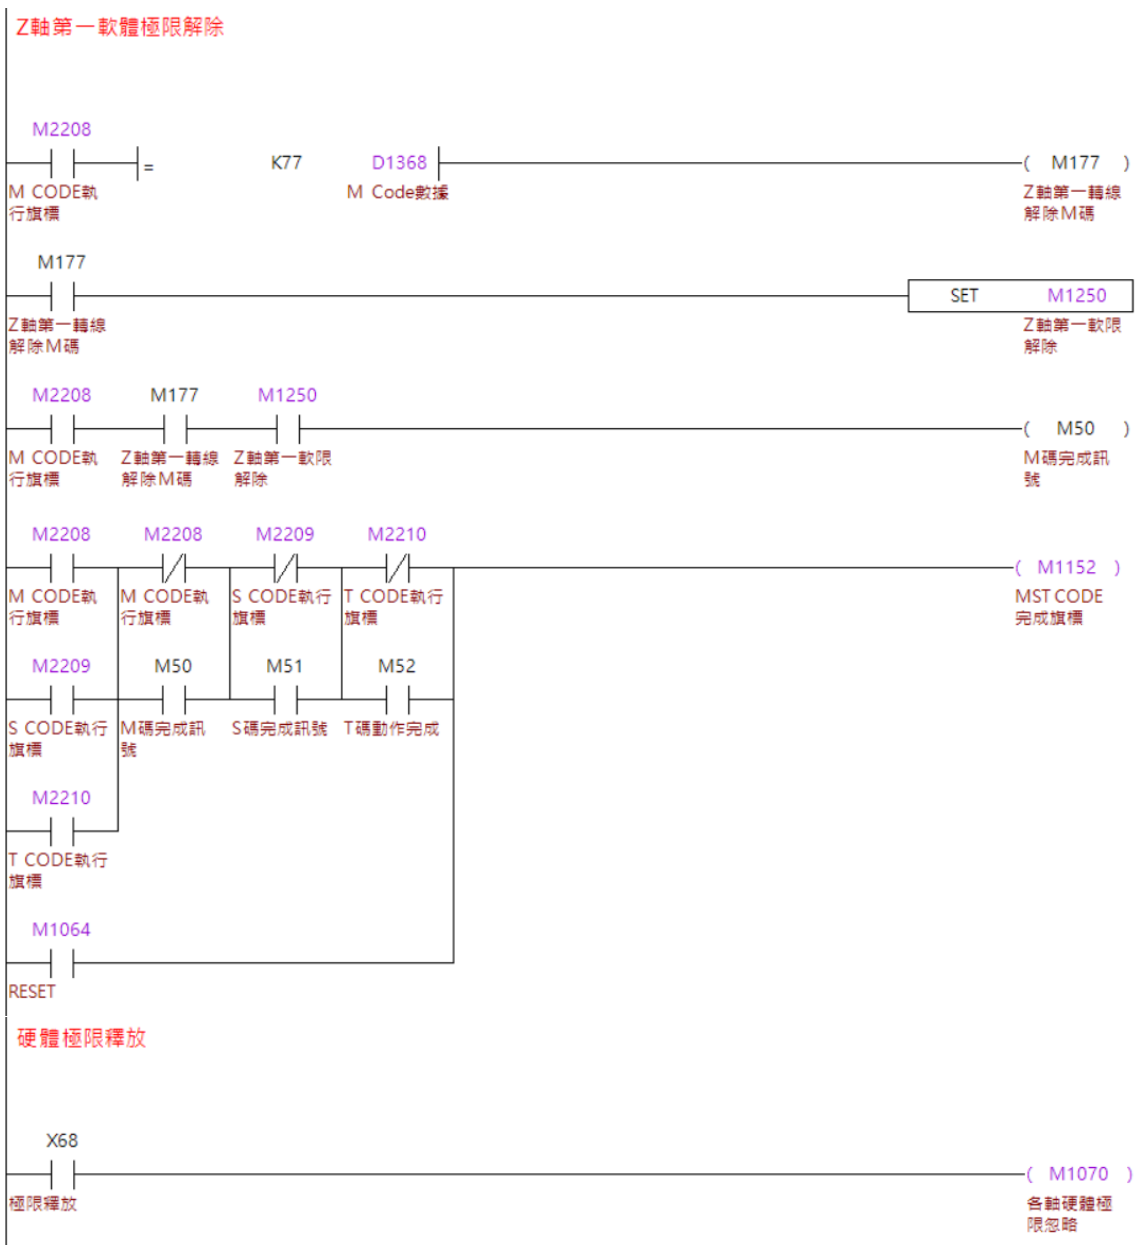 Z軸第一軟體極限解除
M2208
= K77 D1368 ( M177 )
M CODE執 M Code數據 Z軸第一轉線
行旗標 解除M碼
M177
SET M1250
Z軸第一轉線 Z軸第一軟限
解除M碼 解除
M2208 M177 M1250
( M50 )
M CODE執 Z軸第一轉線 Z軸第一軟限 M碼完成訊
行旗標 解除M碼 解除 號
M2208 M2208 M2209 M2210
( M1152 )
M CODE執 M CODE執 S CODE執行 T CODE執行 MST CODE
行旗標 行旗標 旗標 旗標 完成旗標
M2209 M50 M51 M52
S CODE執行 M碼完成訊 S碼完成訊號 T碼動作完成
旗標 號
M2210
T CODE執行
旗標
M1064
RESET
硬體極限釋放
X68
( M1070 )
極限釋放 各軸硬體極
限忽略